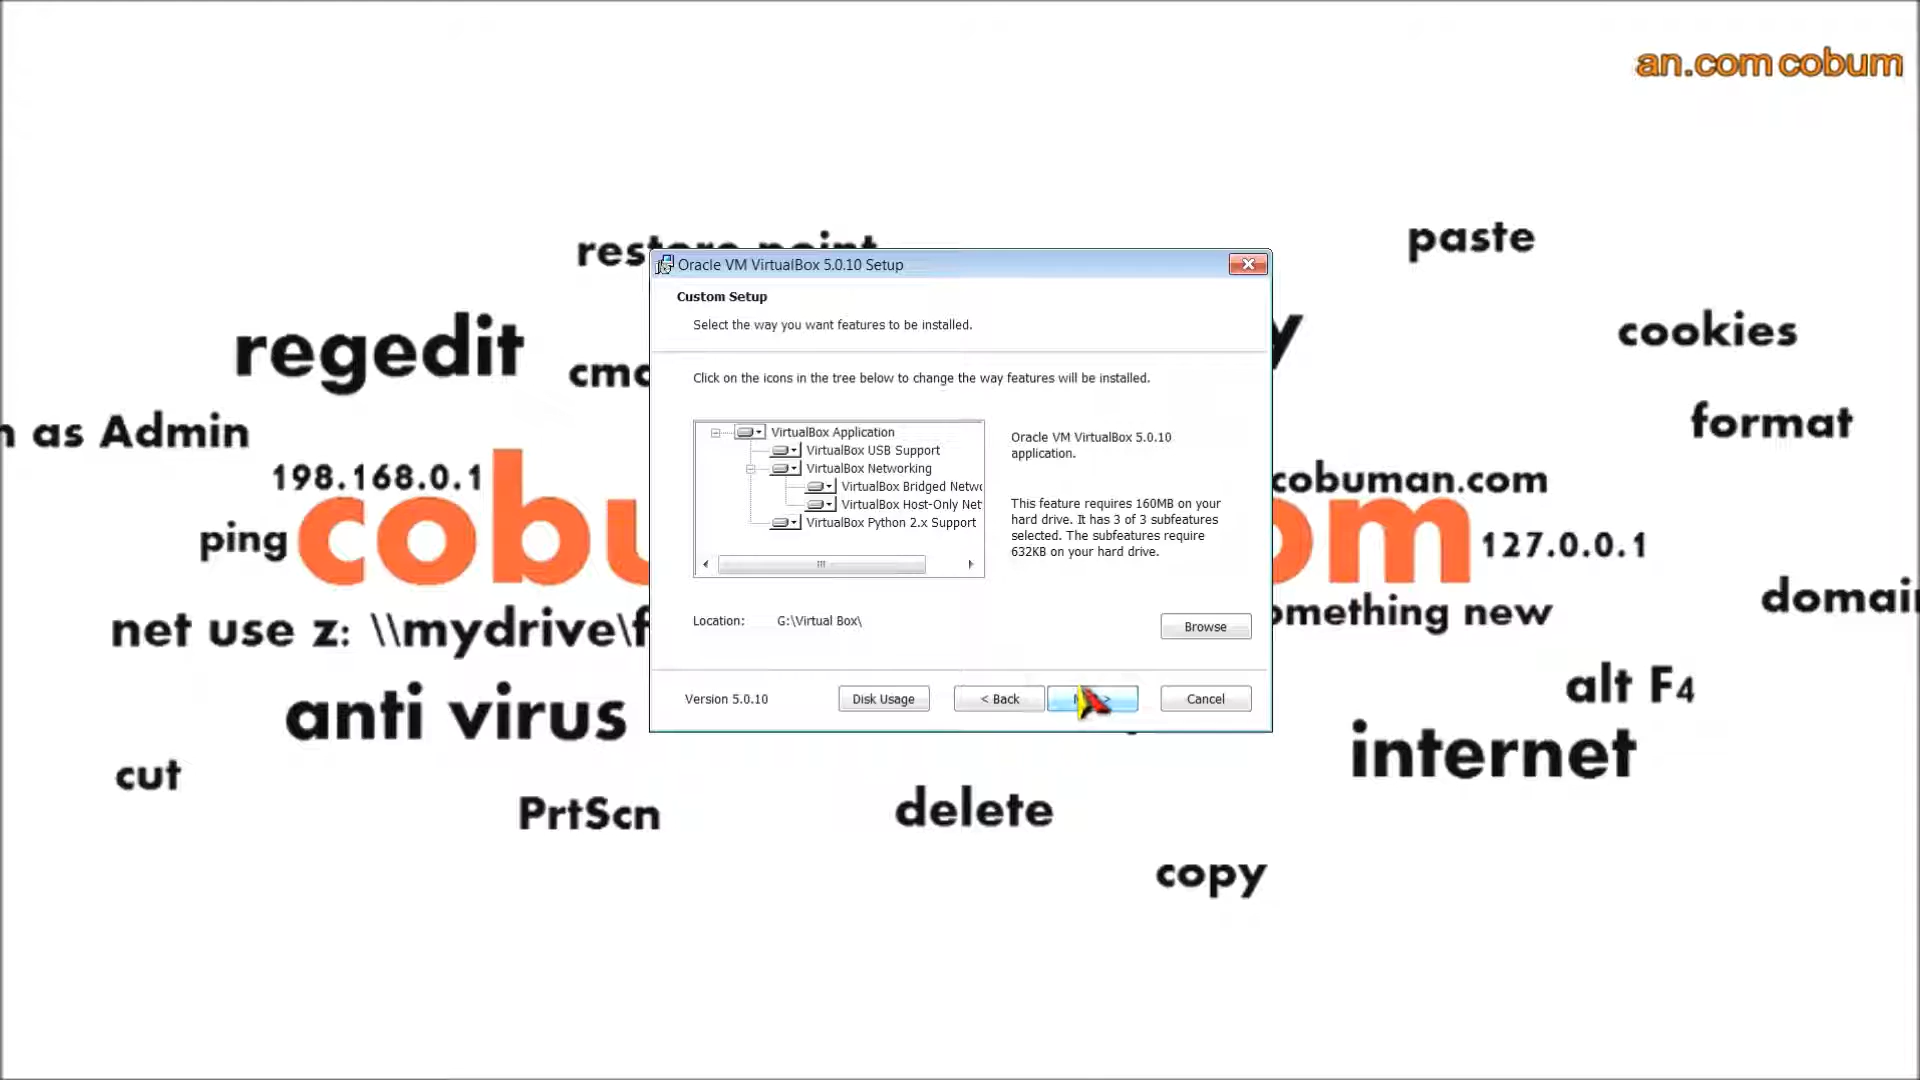 an.com cobum
paste
regedit
cookies
n as Admin
format
198.168.0.1
cobuman.com
ping
cobu
om
127.0.0.1
net use z: \\mydrive\f
omething new
domai
anti virus
alt F4
internet
cut
PrtScn
delete
copy
Oracle VM VirtualBox 5.0.10 Setup
Custom Setup
Select the way you want features to be installed.
Click on the icons in the tree below to change the way features will be installed.
VirtualBox Application
VirtualBox USB Support
VirtualBox Networking
VirtualBox Bridged Netwo
VirtualBox Host-Only Net
VirtualBox Python 2.x Support
Oracle VM VirtualBox 5.0.10
application.
This feature requires 160MB on your
hard drive. It has 3 of 3 subfeatures
selected. The subfeatures require
632KB on your hard drive.
Location: G:\Virtual Box\
Browse
Version 5.0.10
Disk Usage
< Back
Cancel